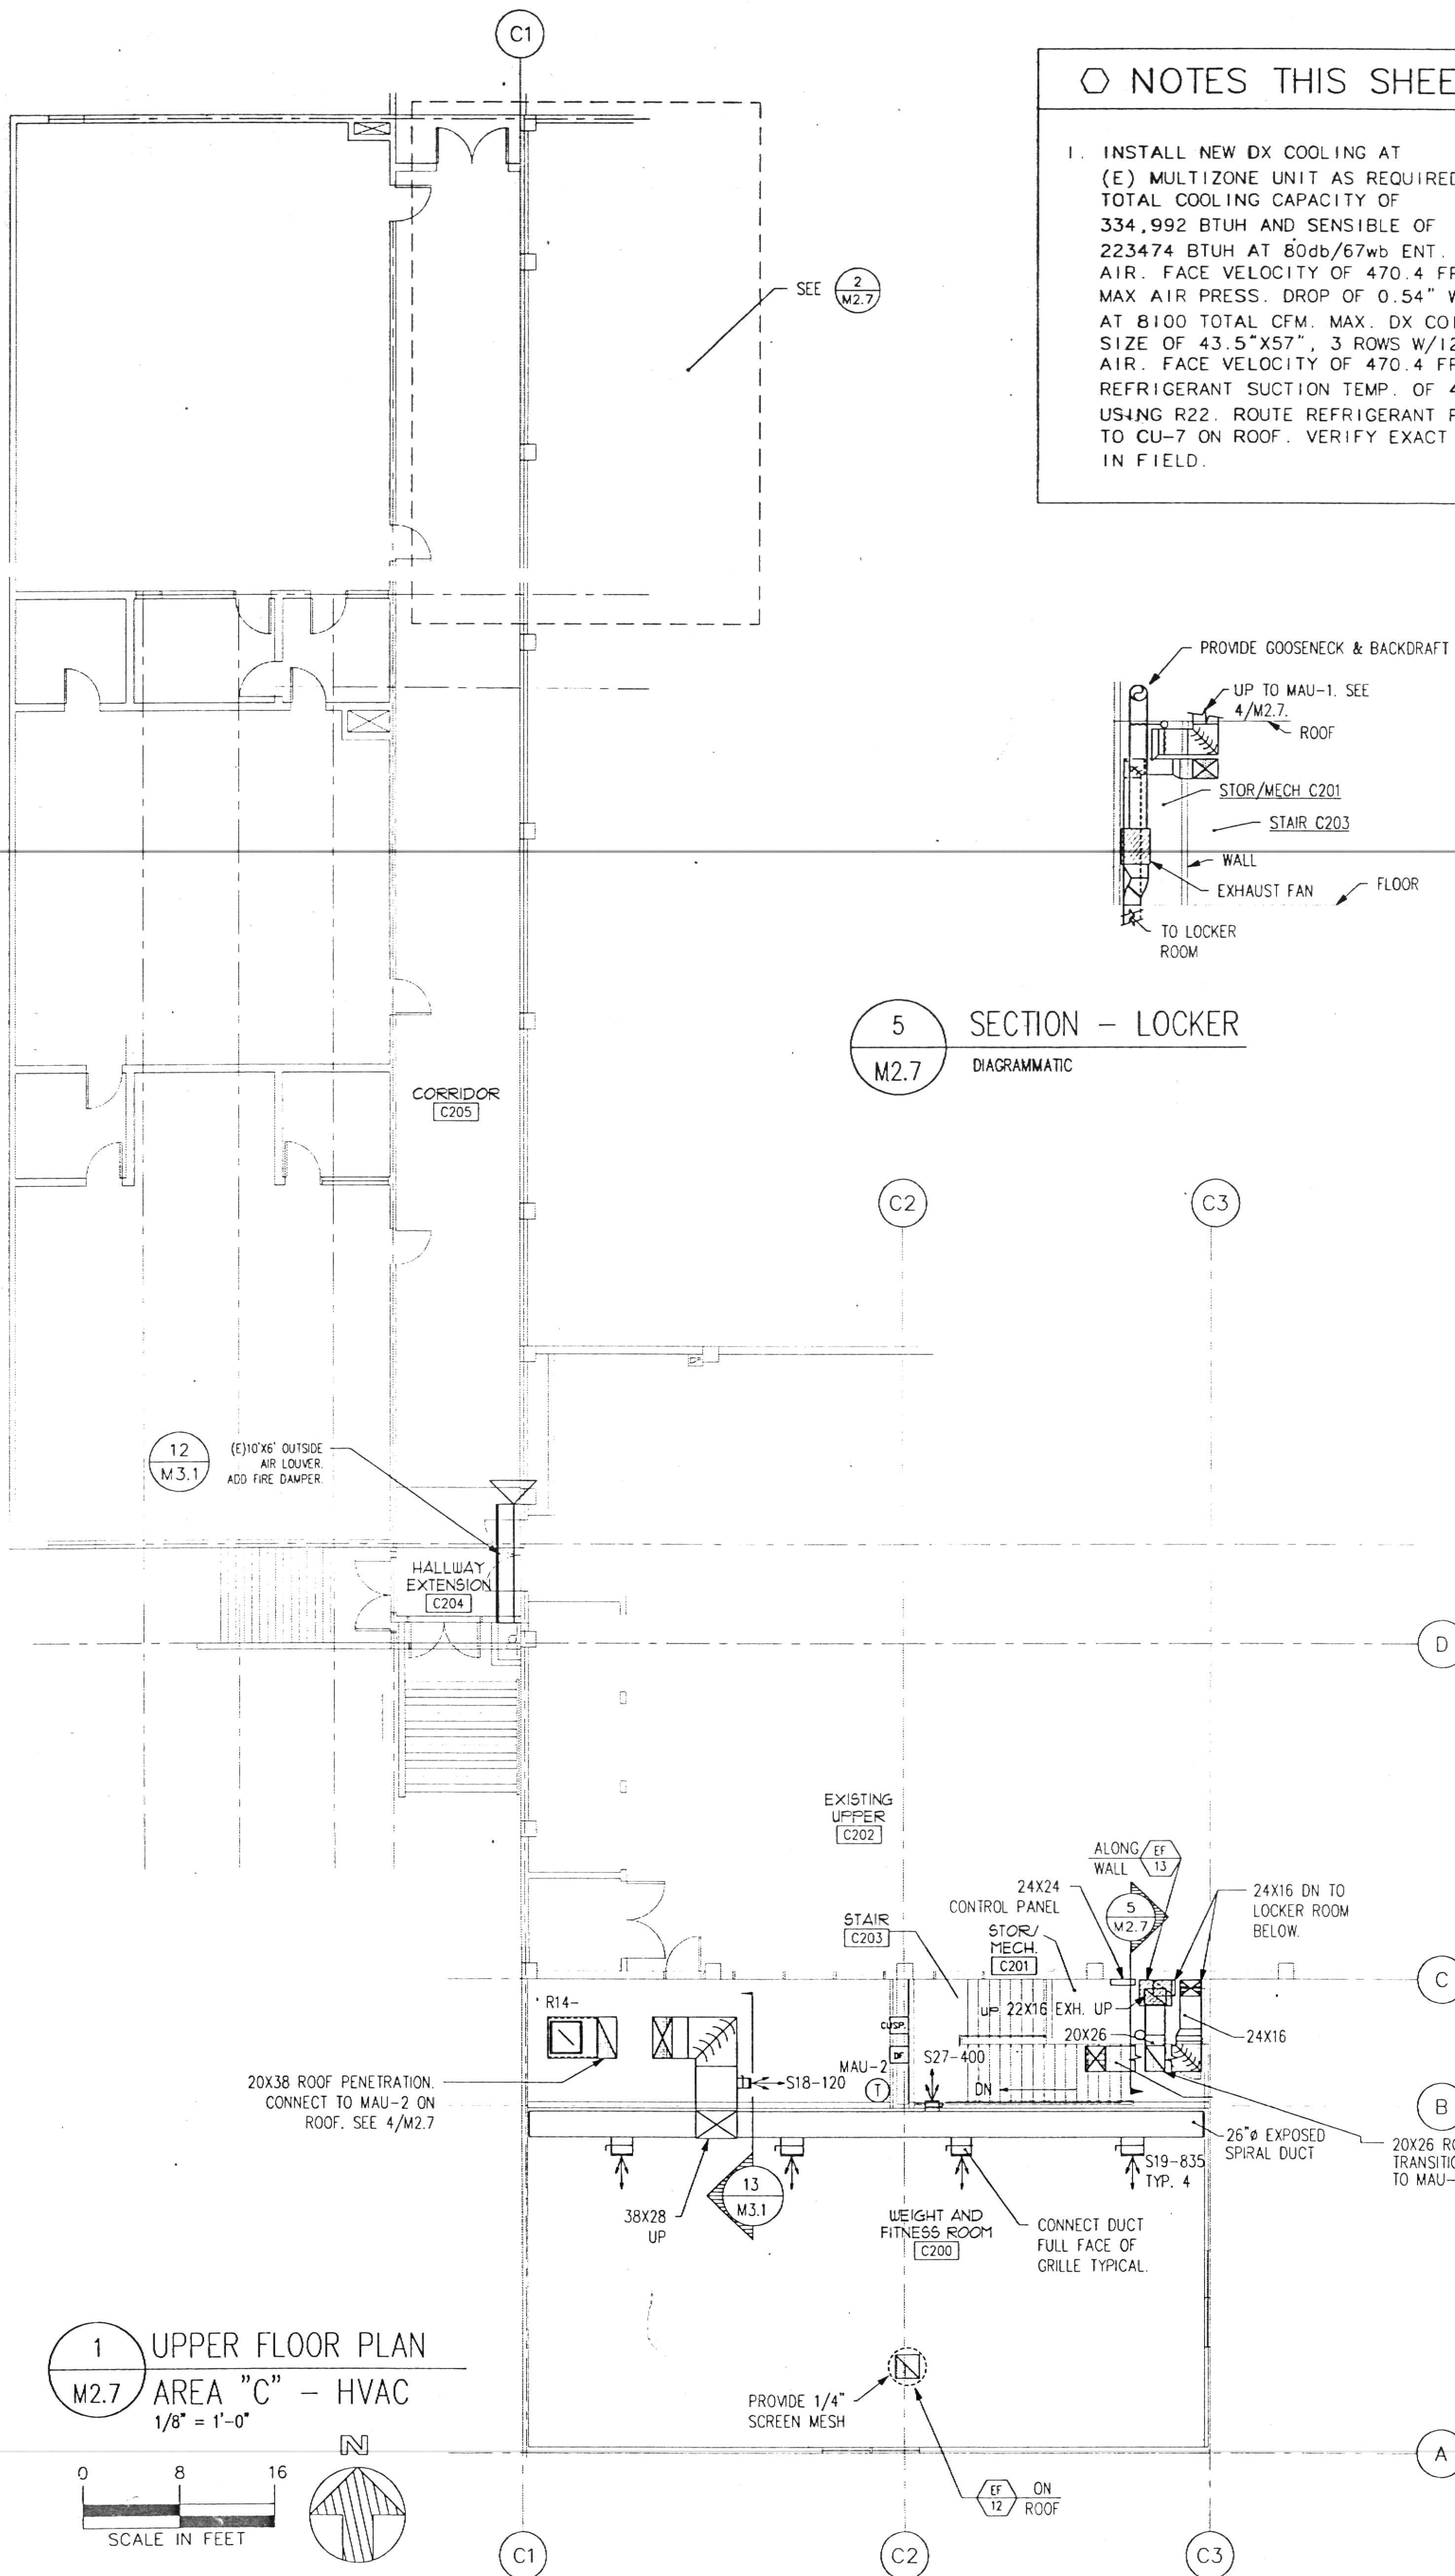 C1
NOTES THIS SHEE
1. INSTALL NEW DX COOLING AT
(E) MULTIZONE UNIT AS REQUIRED
TOTAL COOLING CAPACITY OF
334,992 BTUH AND SENSIBLE OF
223474 BTUH AT 80db/67wb ENT.
AIR. FACE VELOCITY OF 470.4 FP
MAX AIR PRESS. DROP OF 0.54" W
AT 8100 TOTAL CFM. MAX. DX COI
SIZE OF 43.5"X57", 3 ROWS W/12
AIR. FACE VELOCITY OF 470.4 FP
REFRIGERANT SUCTION TEMP. OF 4
USING R22. ROUTE REFRIGERANT P
TO CU-7 ON ROOF. VERIFY EXACT
IN FIELD.
SEE 2
M2.7
PROVIDE GOOSENECK & BACKDRAFT
UP TO MAU-1. SEE
4/M2.7.
ROOF
STOR/MECH C201
STAIR C203
WALL
EXHAUST FAN
FLOOR
TO LOCKER
ROOM
5
M2.7
SECTION - LOCKER
DIAGRAMMATIC
CORRIDOR
C205
C2
C3
12
M3.1
(E)10'X6' OUTSIDE
AIR LOUVER.
ADD FIRE DAMPER.
HALLWAY
EXTENSION
C204
D
EXISTING
UPPER
C202
ALONG
WALL
EF
13
24X24
CONTROL PANEL
5
M2.7
24X16 DN TO
LOCKER ROOM
BELOW.
STAIR
C203
STOR/
MECH.
C201
C
R14-
UP
22X16 EXH. UP
CUSP.
20X26
24X16
DF
MAU-2
T
S27-400
DN
S18-120
20X38 ROOF PENETRATION.
CONNECT TO MAU-2 ON
ROOF. SEE 4/M2.7
B
26"ø EXPOSED
SPIRAL DUCT
20X26 RO
TRANSITIO
TO MAU-
S19-835
TYP. 4
13
M3.1
38X28
UP
WEIGHT AND
FITNESS ROOM
C200
CONNECT DUCT
FULL FACE OF
GRILLE TYPICAL.
1
M2.7
UPPER FLOOR PLAN
AREA "C" - HVAC
1/8" = 1'-0"
PROVIDE 1/4"
SCREEN MESH
A
N
0 8 16
SCALE IN FEET
EF
12
ON
ROOF
C1
C2
C3